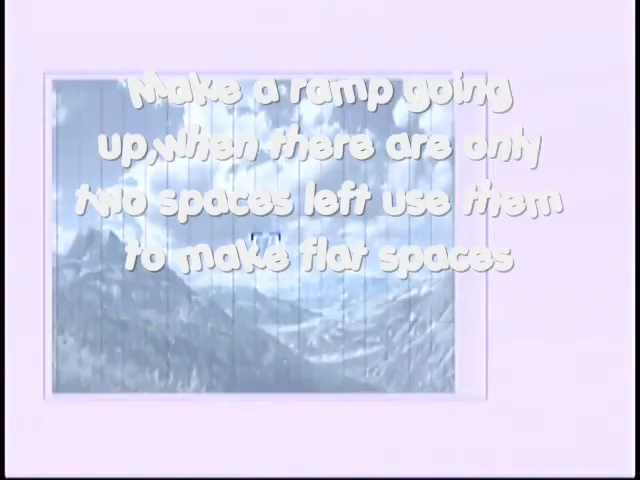 Make a ramp going
up,when there are only
two spaces left use them
to make flat spaces